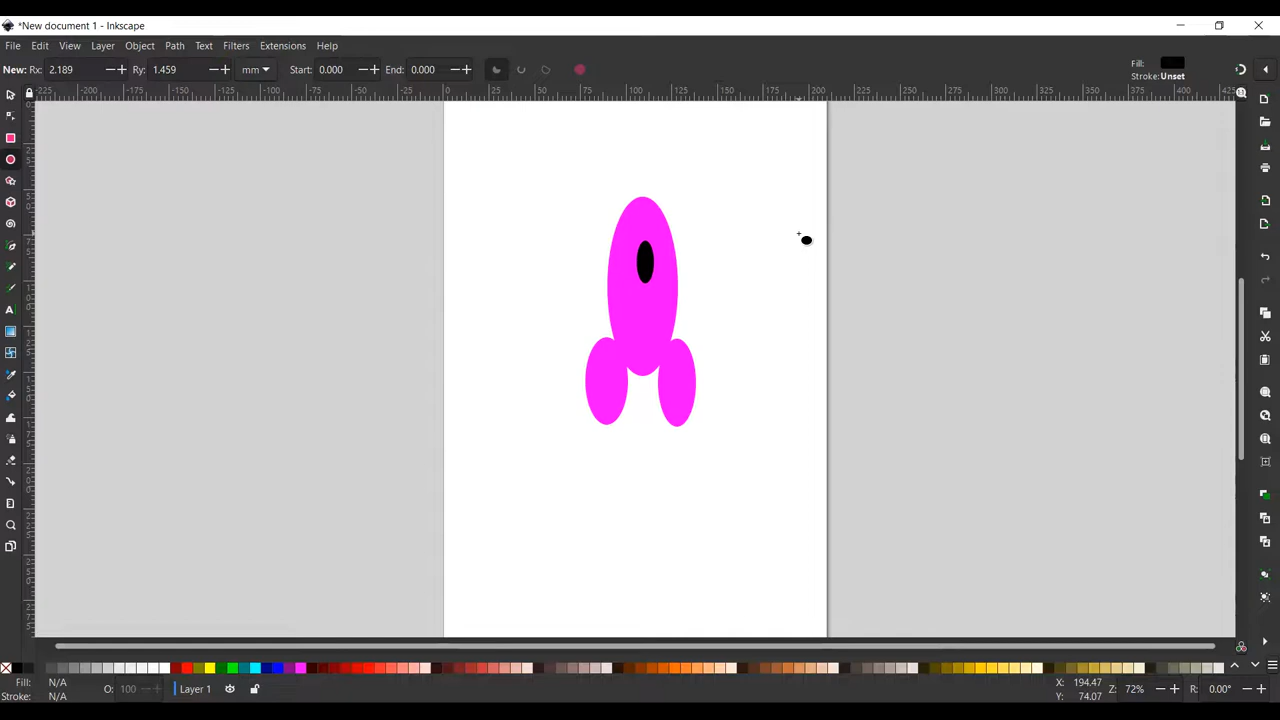 *New document 1 - Inkscape
File Edit View Layer Object Path Text Filters Extensions Help
New: Rx: 2.189 Ry: 1.459 mm Start: 0.000 End: 0.000 Fill:
Stroke: Unset
-225 -200 -175 -150 -125 -100 -75 -50 -25 0 25 50 75 100 125 150 175 200 225 250 275 300 325 350 375 400 425
Fill: N/A O: 100 Layer 1 X: 194.47 Z: 72% R: 0.00°
Stroke: N/A Y: 74.07